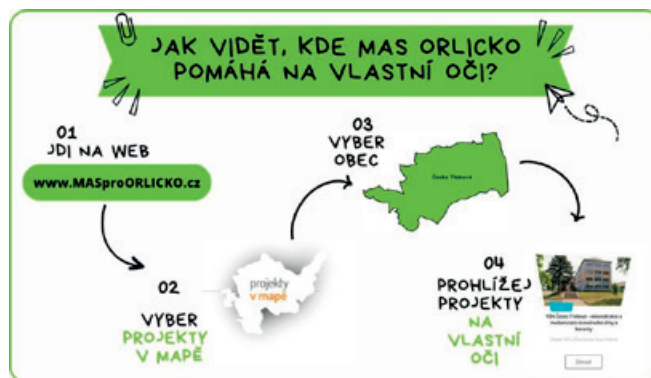 JAK VIDĚT, KDE MAS ORLICKO
POMÁHÁ NA VLASTNÍ OČI?
01
JDI NA WEB
www.MASproORLICKO.cz
02
VYBER
PROJEKTY
V MAPĚ
projekty
v mapě
03
VYBER
OBEC
Česká Třebová
04
PROHLÍŽEJ
PROJEKTY
NA
VLASTNÍ
OČI